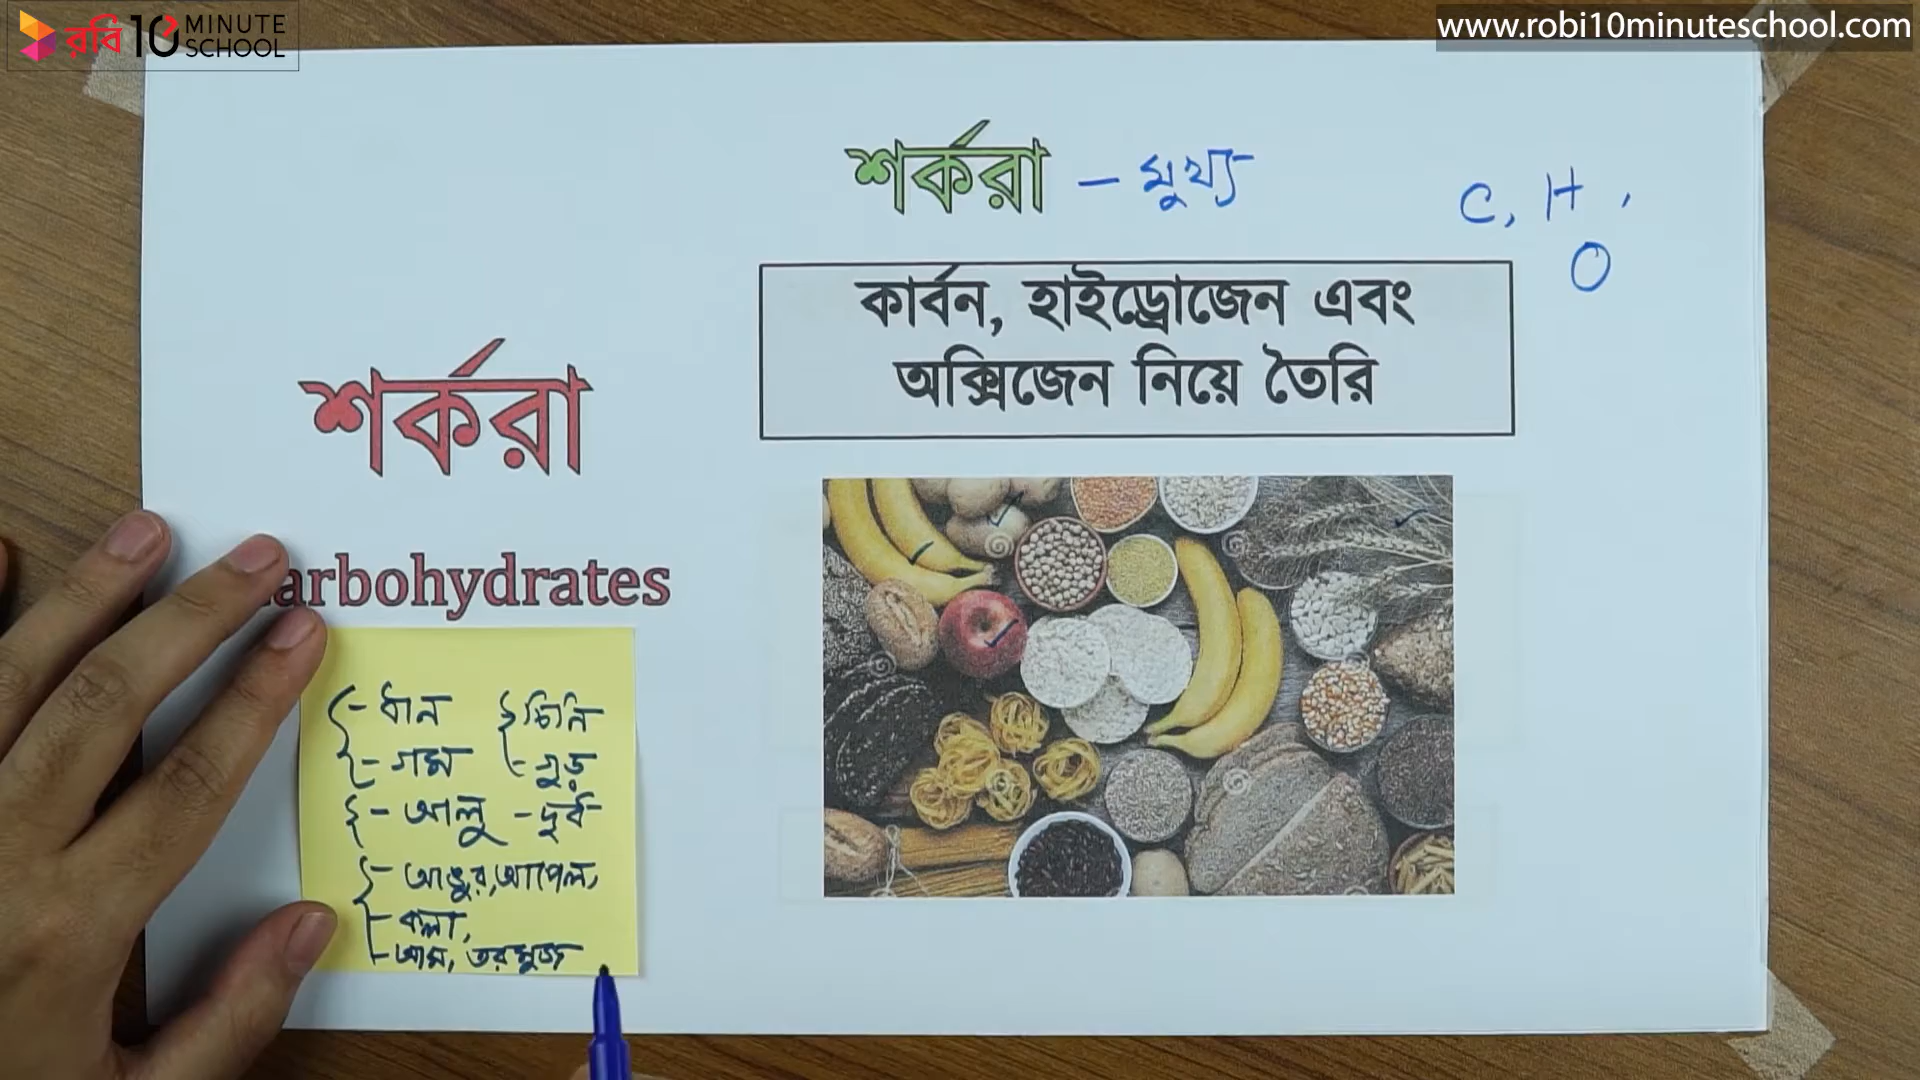 রবি 10 MINUTE SCHOOL
www.robi10minuteschool.com
শর্করা - মুখ্য
C, H,
O
কার্বন, হাইড্রোজেন এবং
অক্সিজেন নিয়ে তৈরি
শর্করা
arbohydrates
- ধান চিনি
- গম - গুড়
- আলু - দুধ
- আঙুর, আপেল,
- কলা,
- আম, তরমুজ